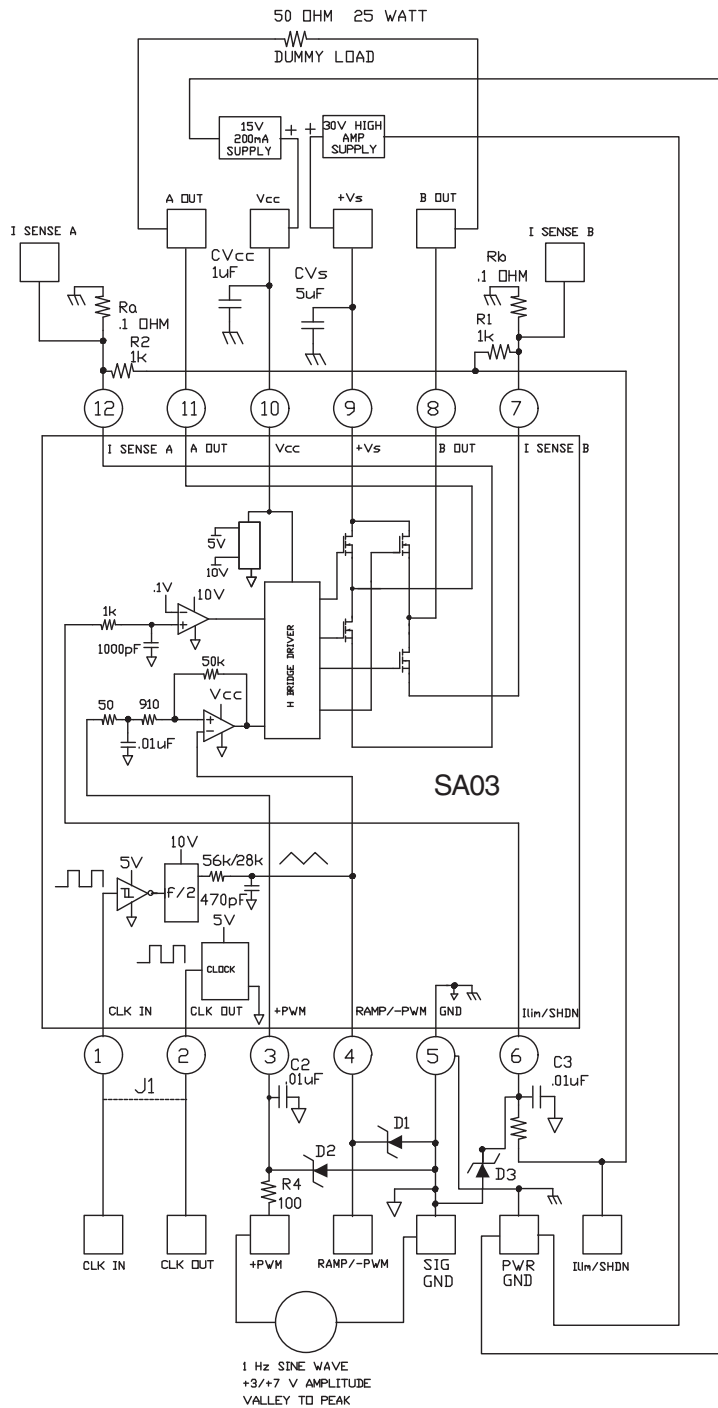 50 OHM 25 WATT
DUMMY LOAD
15V
200mA
SUPPLY
+ +
30V HIGH
AMP
SUPPLY
A OUT
Vcc
+Vs
B OUT
I SENSE A
I SENSE B
CVcc
1uF
CVs
5uF
Ra
.1 OHM
Rb
.1 OHM
R2
1k
R1
1k
12
11
10
9
8
7
I SENSE A
A OUT
Vcc
+Vs
B OUT
I SENSE B
5V
10V
.1V
10V
1k
1000pF
H BRIDGE DRIVER
50k
Vcc
50
910
.01uF
SA03
10V
5V
56k/28k
f/2
470pF
5V
CLOCK
CLK IN
CLK OUT
+PWM
RAMP/-PWM
GND
Ilim/SHDN
1
2
3
4
5
6
J1
C2
.01uF
C3
.01uF
D1
D2
D3
R4
100
CLK IN
CLK OUT
+PWM
RAMP/-PWM
SIG
GND
PWR
GND
Ilim/SHDN
1 Hz SINE WAVE
+3/+7 V AMPLITUDE
VALLEY TO PEAK